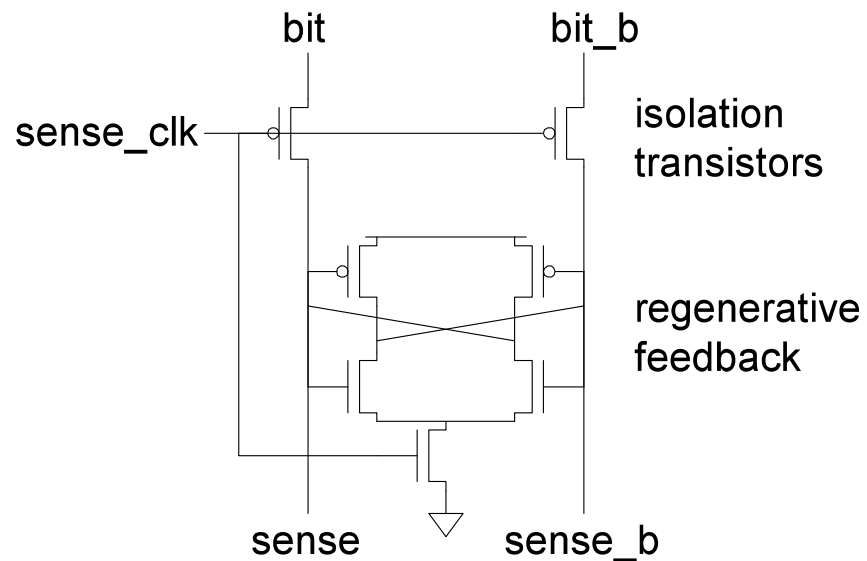 bit
bit_b
sense_clk
isolation
transistors
regenerative
feedback
sense
sense_b